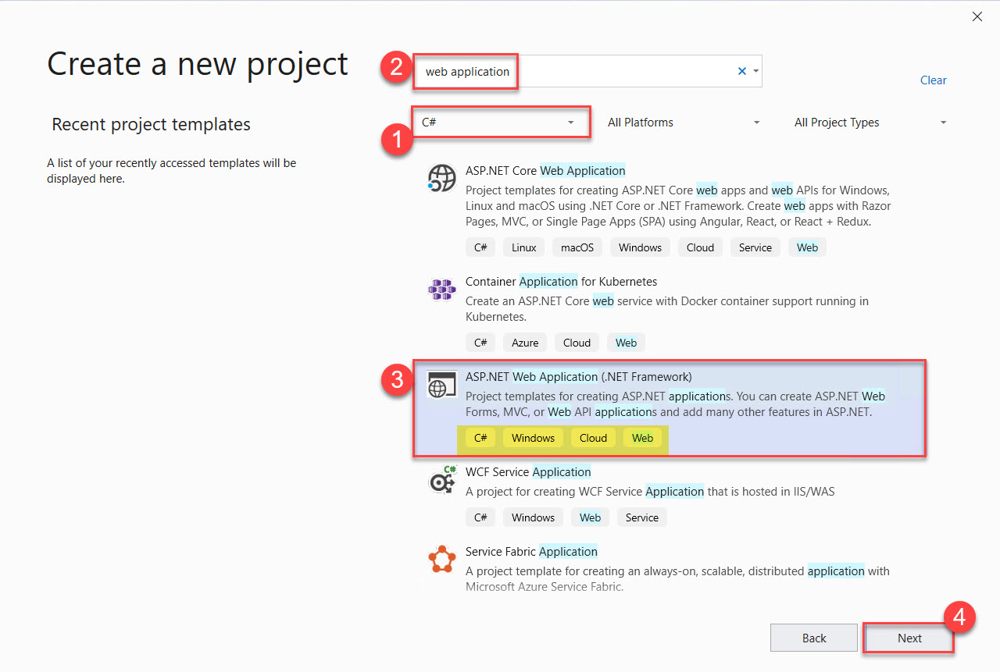 Create a new project
2
web application
Clear
Recent project templates
1
C#
All Platforms
All Project Types
A list of your recently accessed templates will be
displayed here.
ASP.NET Core Web Application
Project templates for creating ASP.NET Core web apps and web APIs for Windows,
Linux and macOS using .NET Core or .NET Framework. Create web apps with Razor
Pages, MVC, or Single Page Apps (SPA) using Angular, React, or React + Redux.
C# Linux macOS Windows Cloud Service Web
Container Application for Kubernetes
Create an ASP.NET Core web service with Docker container support running in
Kubernetes.
C# Azure Cloud Web
3
ASP.NET Web Application (.NET Framework)
Project templates for creating ASP.NET applications. You can create ASP.NET Web
Forms, MVC, or Web API applications and add many other features in ASP.NET.
C# Windows Cloud Web
C#
WCF Service Application
A project for creating WCF Service Application that is hosted in IIS/WAS
C# Windows Web Service
Service Fabric Application
A project template for creating an always-on, scalable, distributed application with
Microsoft Azure Service Fabric.
4
Back
Next